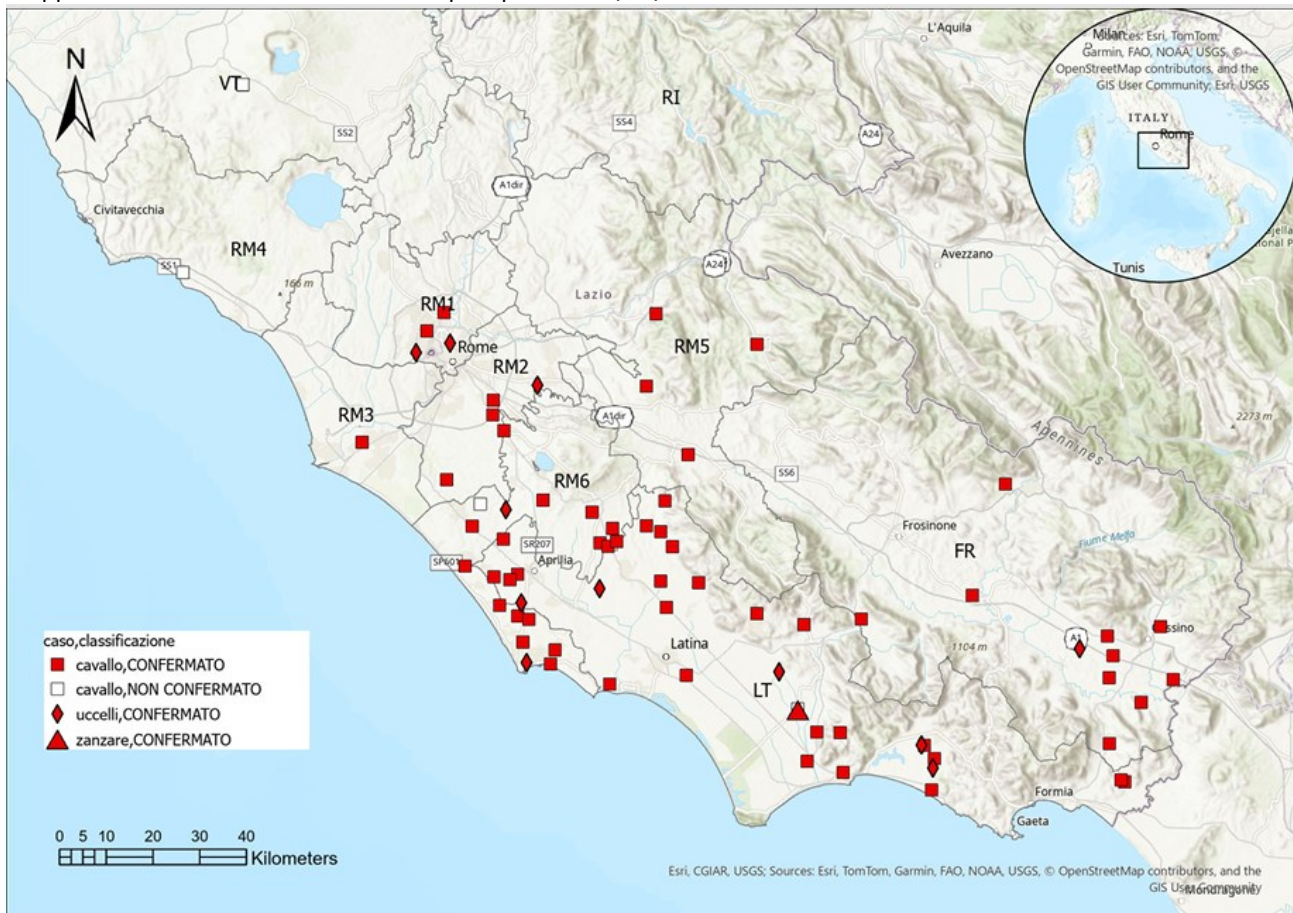 L'Aquila
Milan
Sources: Esri, TomTom,
Garmin, FAO, NOAA, USGS, ©
OpenStreetMap contributors, and the
GIS User Community; Esri, USGS
ITALY
Rome
Tunis
N
VT
RI
SS2
SS4
A24
A1dir
Civitavecchia
RM4
SS1
166 m
A24
Avezzano
Lazio
RM1
Rome
RM5
RM2
RM3
A1dir
2273 m
Apennines
SS6
RM6
Frosinone
FR
Fiume Melfa
SR207
SP601
Aprilia
caso,classificazione
cavallo,CONFERMATO
cavallo,NON CONFERMATO
uccelli,CONFERMATO
zanzare,CONFERMATO
Latina
1104 m
A1
Cassino
LT
Formia
Gaeta
0 5 10 20 30 40
Kilometers
Esri, CGIAR, USGS; Sources: Esri, TomTom, Garmin, FAO, NOAA, USGS, © OpenStreetMap contributors, and the
GIS User Community
Mondragone